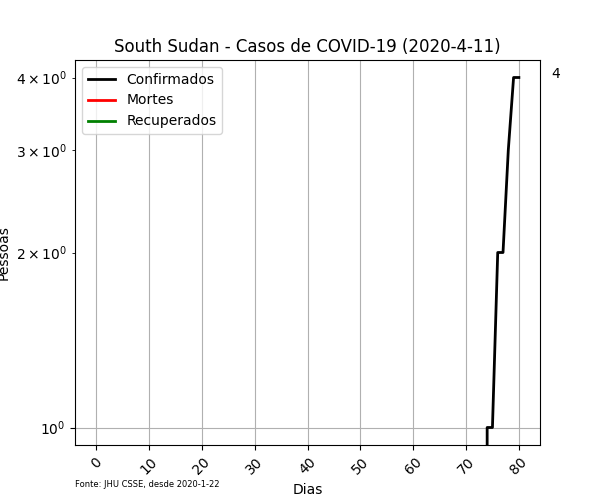 South Sudan - Casos de COVID-19 (2020-4-11)
Confirmados
Mortes
Recuperados
4
4 × 10⁰
3 × 10⁰
2 × 10⁰
10⁰
Pessoas
0 10 20 30 40 50 60 70 80
Dias
Fonte: JHU CSSE, desde 2020-1-22